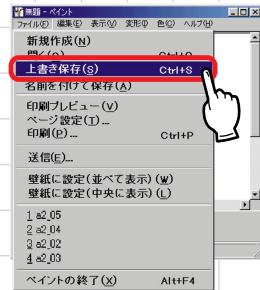 無題 - ペイント
ファイル(F) 編集(E) 表示(V) 変形(I) 色(C) ヘルプ(H)
新規作成(N)
開く(O) Ctrl+O
上書き保存(S) Ctrl+S
名前を付けて保存(A)
印刷プレビュー(V)
ページ設定(T)...
印刷(P)... Ctrl+P
送信(E)...
壁紙に設定(並べて表示)(W)
壁紙に設定(中央に表示)(L)
1 a2_05
2 a2_04
3 a2_02
4 a2_03
ペイントの終了(X) Alt+F4